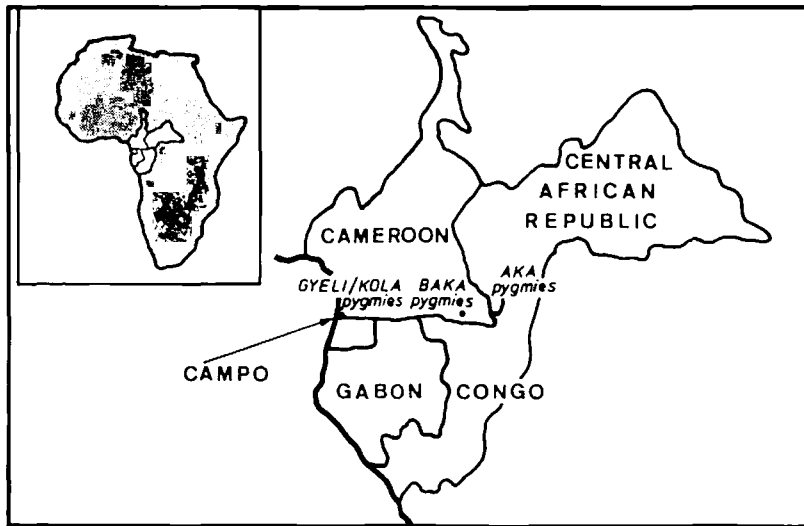 CENTRAL
AFRICAN
REPUBLIC
CAMEROON
GYELI/KOLA
pygmies
BAKA
pygmies
AKA
pygmies
CAMPO
GABON
CONGO